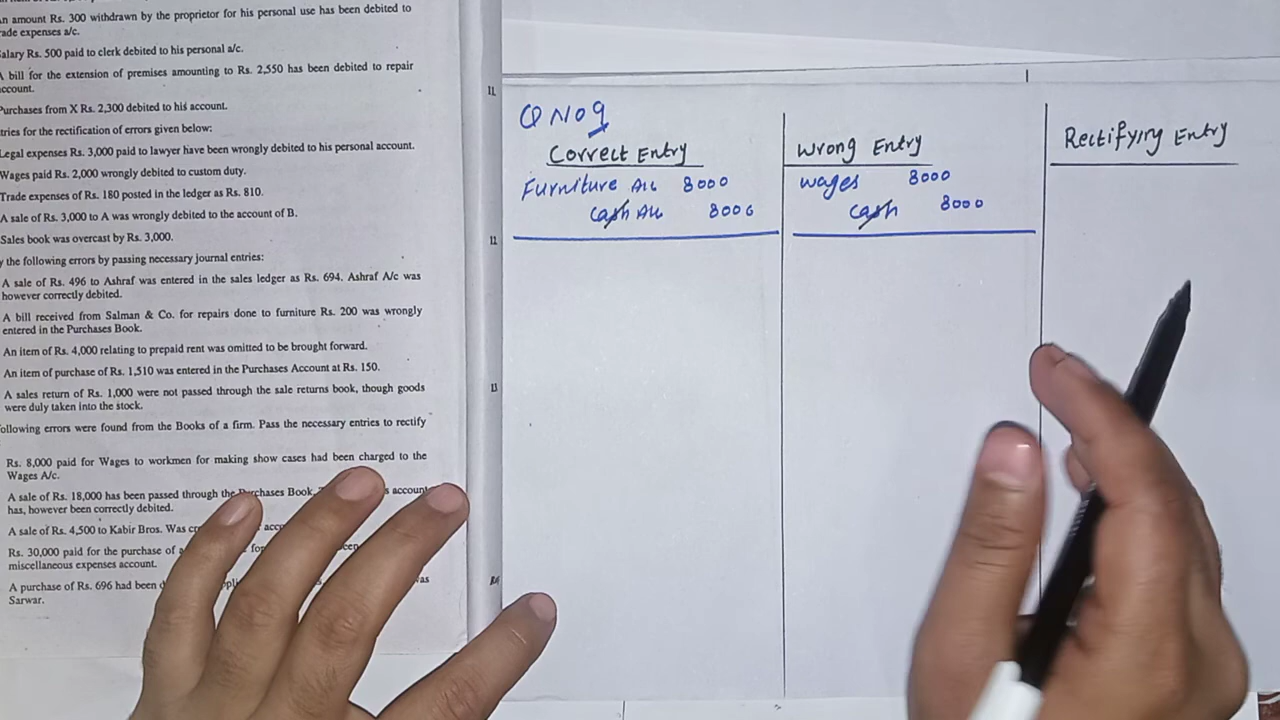 An amount Rs. 300 withdrawn by the proprietor for his personal use has been debited to
rade expenses a/c.
Salary Rs. 500 paid to clerk debited to his personal a/c.
A bill for the extension of premises amounting to Rs. 2,550 has been debited to repair
account.
Purchases from X Rs. 2,300 debited to his account.
tries for the rectification of errors given below:
Legal expenses Rs. 3,000 paid to lawyer have been wrongly debited to his personal account.
Wages paid Rs. 2,000 wrongly debited to custom duty.
Trade expenses of Rs. 180 posted in the ledger as Rs. 810.
A sale of Rs. 3,000 to A was wrongly debited to the account of B.
Sales book was overcast by Rs. 3,000.
y the following errors by passing necessary journal entries:
A sale of Rs. 496 to Ashraf was entered in the sales ledger as Rs. 694. Ashraf A/c was
however correctly debited.
A bill received from Salman & Co. for repairs done to furniture Rs. 200 was wrongly
entered in the Purchases Book.
An item of Rs. 4,000 relating to prepaid rent was omitted to be brought forward.
An item of purchase of Rs. 1,510 was entered in the Purchases Account at Rs. 150.
A sales return of Rs. 1,000 were not passed through the sale returns book, though goods
were duly taken into the stock.
ollowing errors were found from the Books of a firm. Pass the necessary entries to rectify
Rs. 8,000 paid for Wages to workmen for making show cases had been charged to the
Wages A/c.
A sale of Rs. 18,000 has been passed through the Purchases Book, account
has, however been correctly debited.
A sale of Rs. 4,500 to Kabir Bros. Was
Rs. 30,000 paid for the purchase of
miscellaneous expenses account.
A purchase of Rs. 696 had been
Sarwar.
11
12
13
Q No 9
Correct Entry
Furniture A/c 8000
cash A/c 8000
Wrong Entry
wages 8000
cash 8000
Rectifying Entry